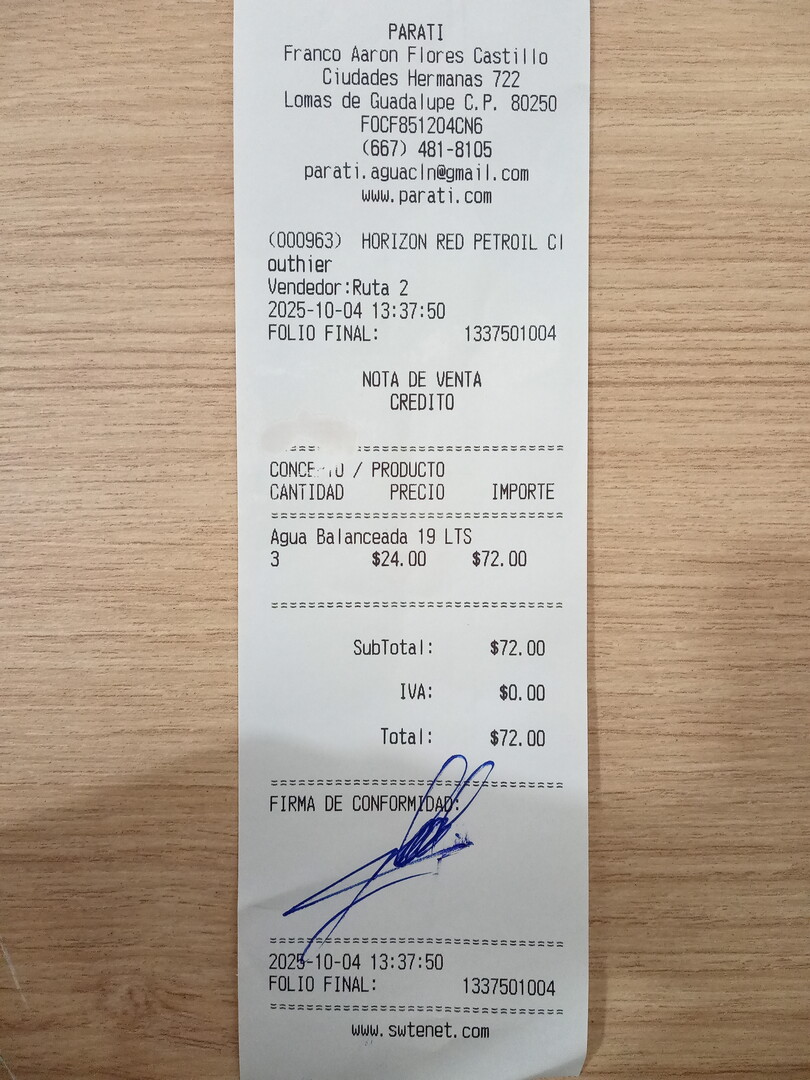 PARATI
Franco Aaron Flores Castillo
Ciudades Hermanas 722
Lomas de Guadalupe C.P. 80250
FOCF851204CN6
(667) 481-8105
parati.aguacln@gmail.com
www.parati.com
(000963) HORIZON RED PETROIL Cl
outhier
Vendedor:Ruta 2
2025-10-04 13:37:50
FOLIO FINAL: 1337501004
NOTA DE VENTA
CREDITO
CONCEPTO / PRODUCTO
CANTIDAD PRECIO IMPORTE
Agua Balanceada 19 LTS
3 $24.00 $72.00
SubTotal: $72.00
IVA: $0.00
Total: $72.00
FIRMA DE CONFORMIDAD:
2025-10-04 13:37:50
FOLIO FINAL: 1337501004
www.swtenet.com